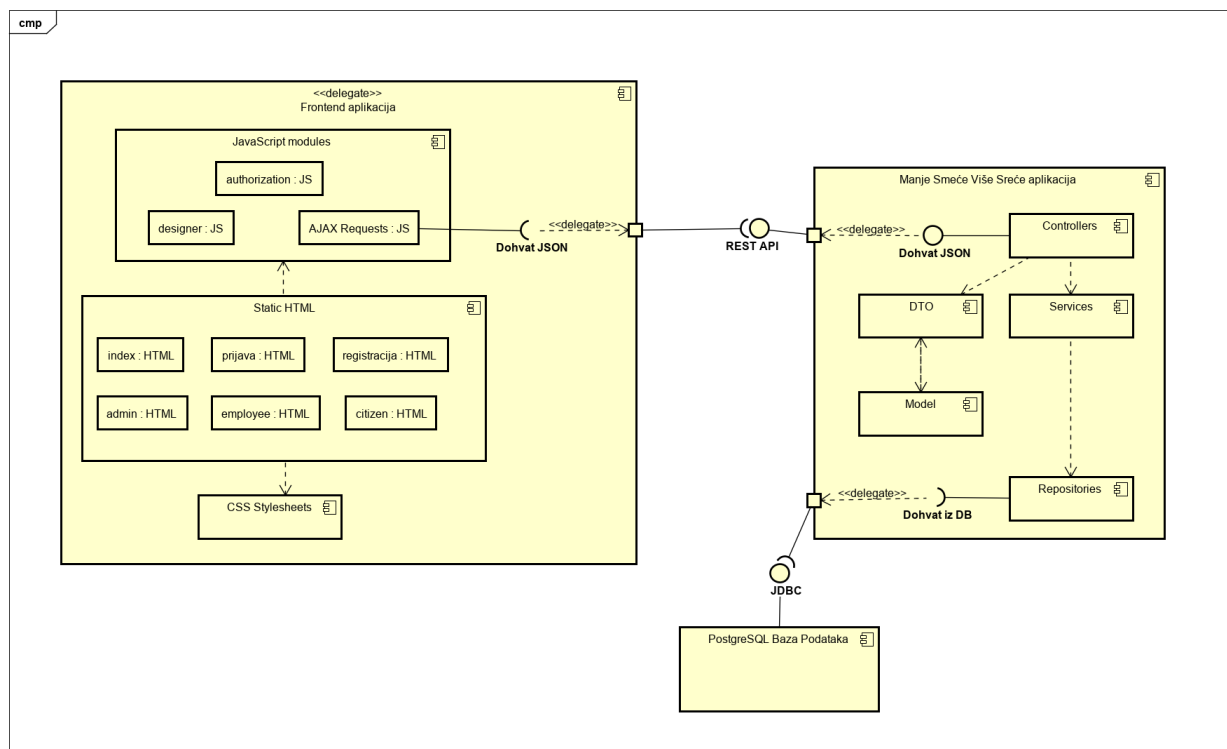 cmp
<<delegate>>
Frontend aplikacija
JavaScript modules
authorization : JS
designer : JS
AJAX Requests : JS
Dohvat JSON
<<delegate>>
Static HTML
index : HTML
prijava : HTML
registracija : HTML
admin : HTML
employee : HTML
citizen : HTML
CSS Stylesheets
REST API
Manje Smeće Više Sreće aplikacija
<<delegate>>
Dohvat JSON
Controllers
DTO
Services
Model
<<delegate>>
Dohvat iz DB
Repositories
JDBC
PostgreSQL Baza Podataka